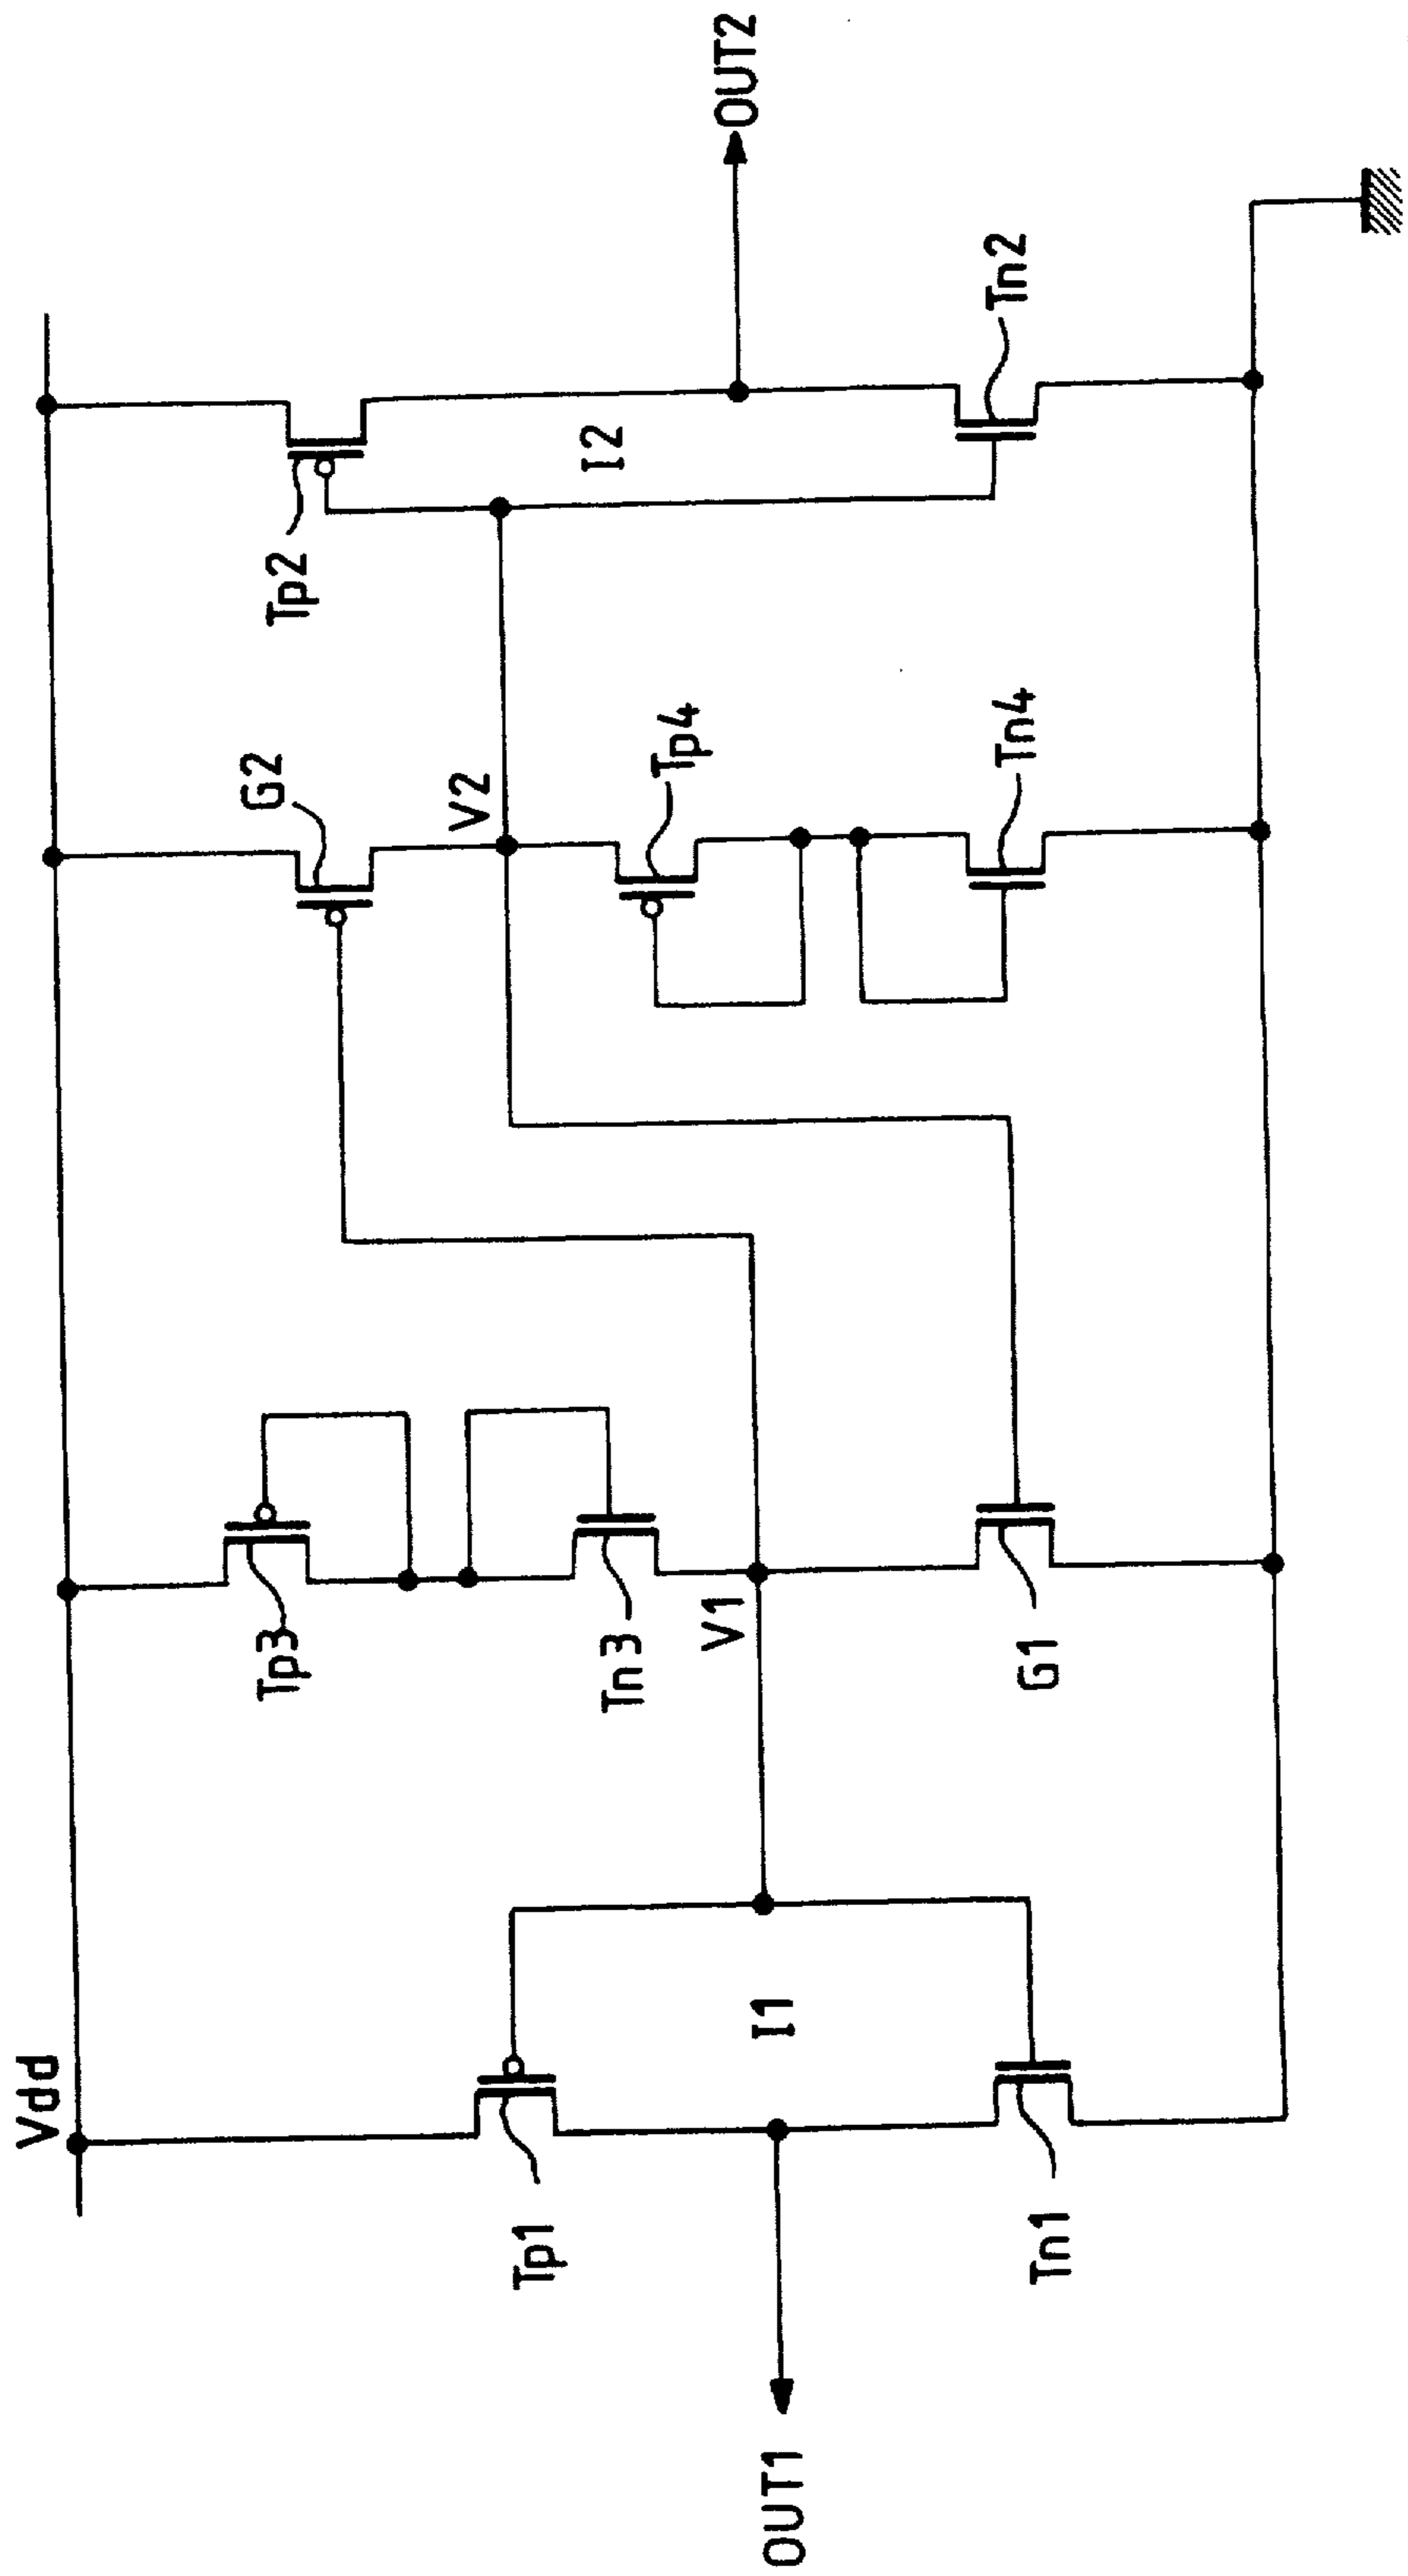 Vdd
Tp3
G2
Tp2
Tp1
Tn3
V1
V2
Tp4
I2
OUT1
I1
OUT2
Tn1
G1
Tn4
Tn2